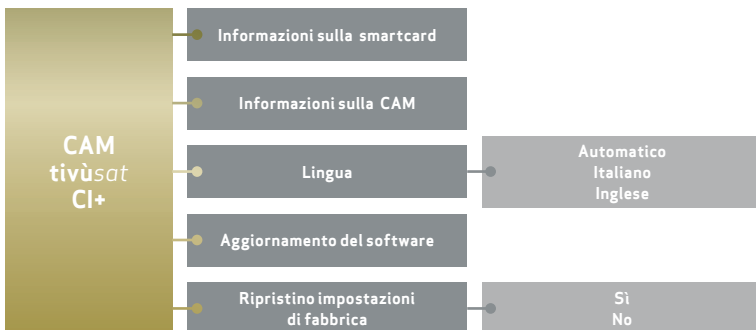 CAM
tivùsat
CI+
Informazioni sulla smartcard
Informazioni sulla CAM
Lingua
Automatico
Italiano
Inglese
Aggiornamento del software
Ripristino impostazioni
di fabbrica
Sì
No